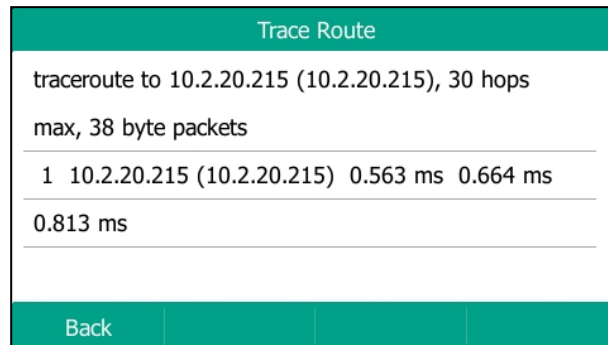 Trace Route
traceroute to 10.2.20.215 (10.2.20.215), 30 hops
max, 38 byte packets
1 10.2.20.215 (10.2.20.215) 0.563 ms 0.664 ms
0.813 ms
Back